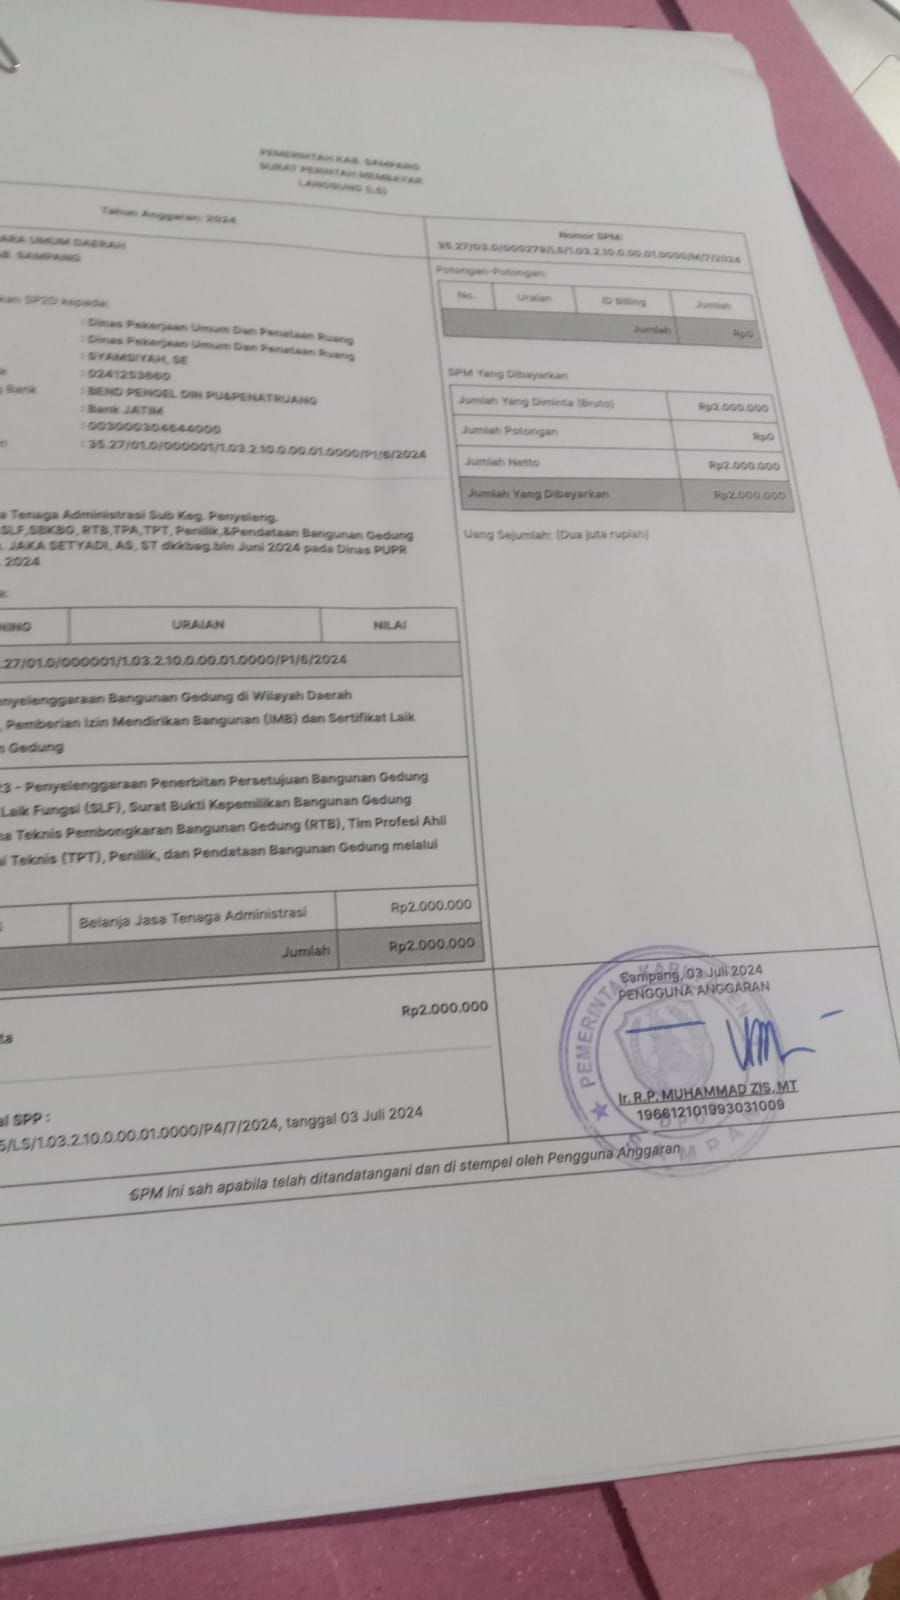 PEMERINTAH KAB. SAMPANG
SURAT PERINTAH MEMBAYAR
LANGSUNG (LS)
Tahun Anggaran: 2024
ARA UMUM DAERAH
B. SAMPANG
kan SP2D kepada:
: Dinas Pekerjaan Umum Dan Penataan Ruang
: Dinas Pekerjaan Umum Dan Penataan Ruang
: SYAMSIYAH, SE
Bank
: BEND PENGEL DIN PU&PENATRUANG
: Bank JATIM
: 003000304644000
: 35.27/01.0/000001/1.03.2.10.0.00.01.0000/P1/6/2024
a Tenaga Administrasi Sub Keg. Penyeleng.
SLF,SBKBG, RTB,TPA,TPT, Penilik,&Pendataan Bangunan Gedung
. JAKA SETYADI, AS, ST dkkbag.bln Juni 2024 pada Dinas PUPR
. 2024
ENING URAIAN NILAI
.27/01.0/000001/1.03.2.10.0.00.01.0000/P1/6/2024
enyelenggaraan Bangunan Gedung di Wilayah Daerah
, Pemberian Izin Mendirikan Bangunan (IMB) dan Sertifikat Laik
n Gedung
23 - Penyelenggaraan Penerbitan Persetujuan Bangunan Gedung
Laik Fungsi (SLF), Surat Bukti Kepemilikan Bangunan Gedung
na Teknis Pembongkaran Bangunan Gedung (RTB), Tim Profesi Ahli
ai Teknis (TPT), Penilik, dan Pendataan Bangunan Gedung melalui
Belanja Jasa Tenaga Administrasi Rp2.000.000
Jumlah Rp2.000.000
Rp2.000.000
ta
al SPP :
5/LS/1.03.2.10.0.00.01.0000/P4/7/2024, tanggal 03 Juli 2024
Nomor SPM:
35.27/03.0/000279/LS/1.03.2.10.0.00.01.0000/M/7/2024
Potongan-Potongan:
No. Uraian ID Billing Jumlah
Jumlah Rp0
SPM Yang Dibayarkan
Jumlah Yang Diminta (Bruto) Rp2.000.000
Jumlah Potongan Rp0
Jumlah Netto Rp2.000.000
Jumlah Yang Dibayarkan Rp2.000.000
Uang Sejumlah: (Dua juta rupiah)
Sampang, 03 Juli 2024
PENGGUNA ANGGARAN
Ir. R.P. MUHAMMAD ZIS, MT
196612101993031009
SPM ini sah apabila telah ditandatangani dan di stempel oleh Pengguna Anggaran